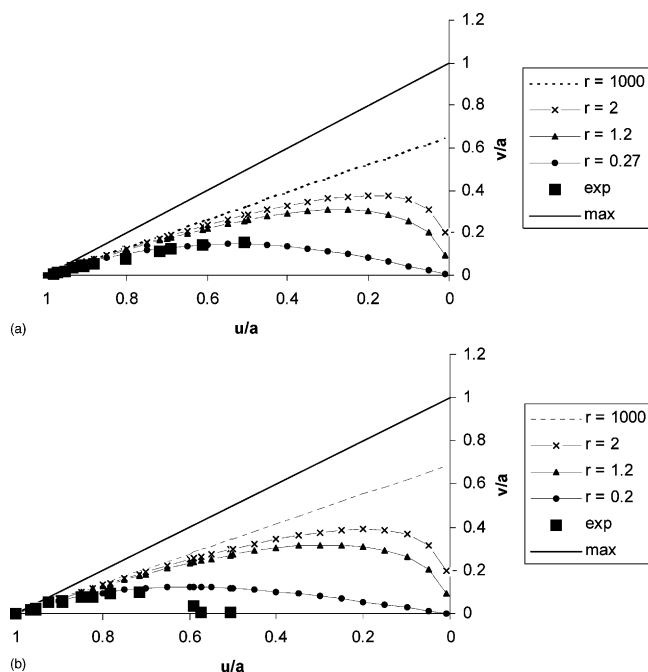 1.2
1
0.8
0.6
0.4
0.2
0
v/a
1 0.8 0.6 0.4 0.2 0
u/a
(a)
r = 1000
r = 2
r = 1.2
r = 0.27
exp
max
1.2
1
0.8
0.6
0.4
0.2
0
v/a
1 0.8 0.6 0.4 0.2 0
u/a
(b)
r = 1000
r = 2
r = 1.2
r = 0.2
exp
max